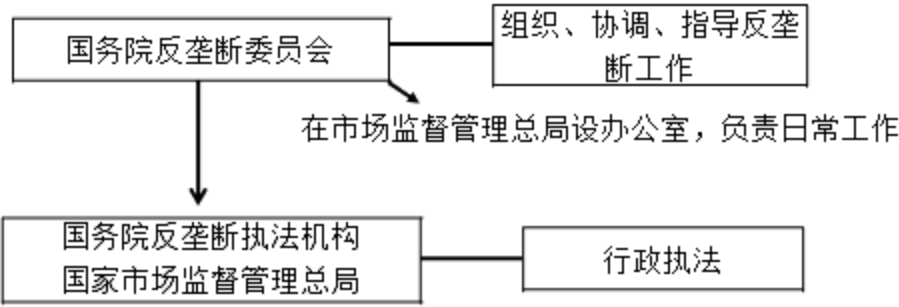 国务院反垄断委员会
组织、协调、指导反垄
断工作
在市场监督管理总局设办公室，负责日常工作
国务院反垄断执法机构
国家市场监督管理总局
行政执法